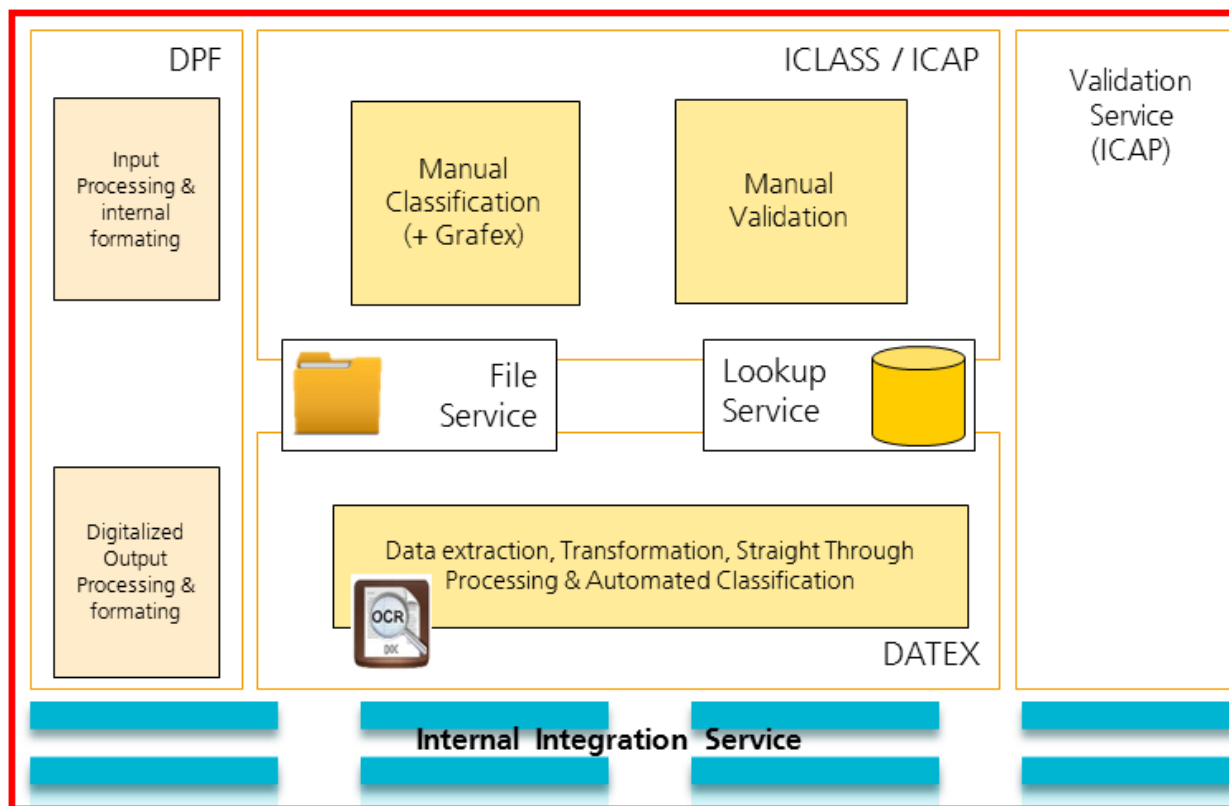 DPF
Input
Processing &
internal
formating
Digitalized
Output
Processing &
formating
ICLASS / ICAP
Manual
Classification
(+ Grafex)
Manual
Validation
File
Service
Lookup
Service
Data extraction, Transformation, Straight Through
Processing & Automated Classification
OCR
DOC
DATEX
Validation
Service
(ICAP)
Internal Integration Service